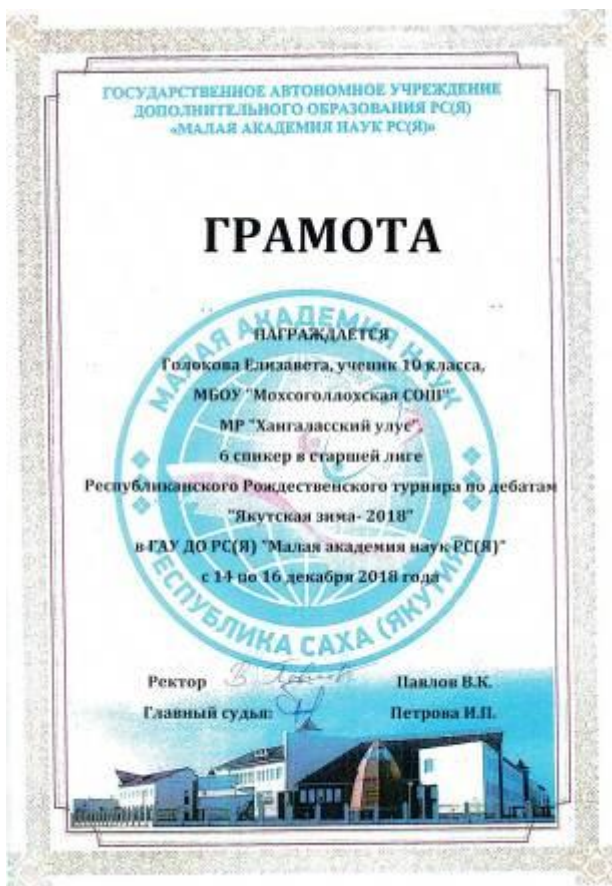 ГОСУДАРСТВЕННОЕ АВТОНОМНОЕ УЧРЕЖДЕНИЕ
ДОПОЛНИТЕЛЬНОГО ОБРАЗОВАНИЯ РС(Я)
«МАЛАЯ АКАДЕМИЯ НАУК РС(Я)»
ГРАМОТА
МАЛАЯ АКАДЕМИЯ НАУК
НАГРАЖДАЕТСЯ
Голокова Елизавета, ученик 10 класса,
МБОУ "Мохсоголлохская СОШ"
МР "Хангаласский улус",
6 спикер в старшей лиге
Республиканского Рождественского турнира по дебатам
"Якутская зима- 2018"
в ГАУ ДО РС(Я) "Малая академия наук РС(Я)"
с 14 по 16 декабря 2018 года
РЕСПУБЛИКА САХА (ЯКУТИЯ)
Ректор Павлов В.К.
Главный судья: Петрова И.П.